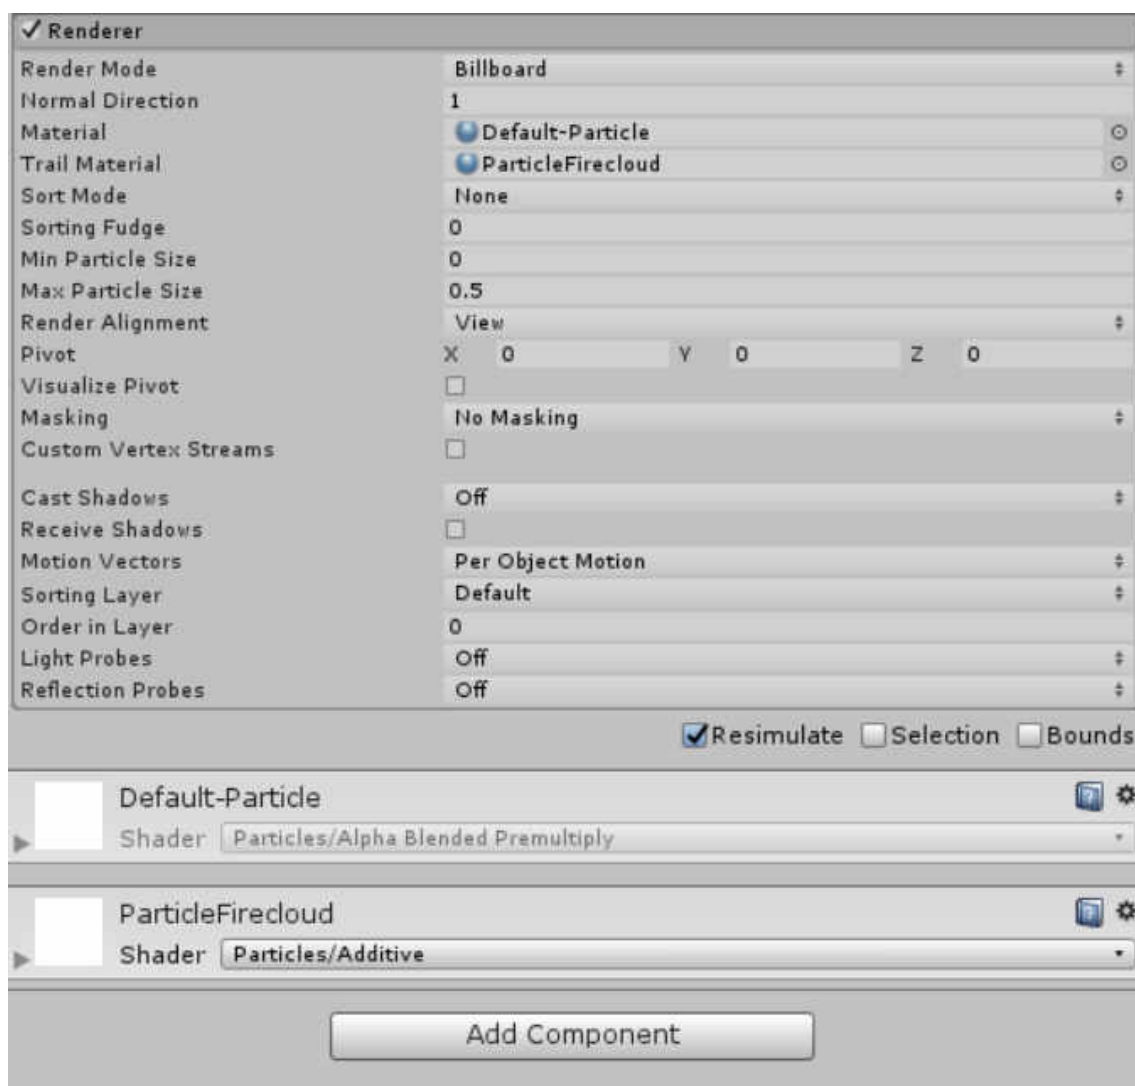 Renderer
Render Mode Billboard
Normal Direction 1
Material Default-Particle
Trail Material ParticleFirecloud
Sort Mode None
Sorting Fudge 0
Min Particle Size 0
Max Particle Size 0.5
Render Alignment View
Pivot X 0 Y 0 Z 0
Visualize Pivot
Masking No Masking
Custom Vertex Streams
Cast Shadows Off
Receive Shadows
Motion Vectors Per Object Motion
Sorting Layer Default
Order in Layer 0
Light Probes Off
Reflection Probes Off
Resimulate Selection Bounds
Default-Particle
Shader Particles/Alpha Blended Premultiply
ParticleFirecloud
Shader Particles/Additive
Add Component